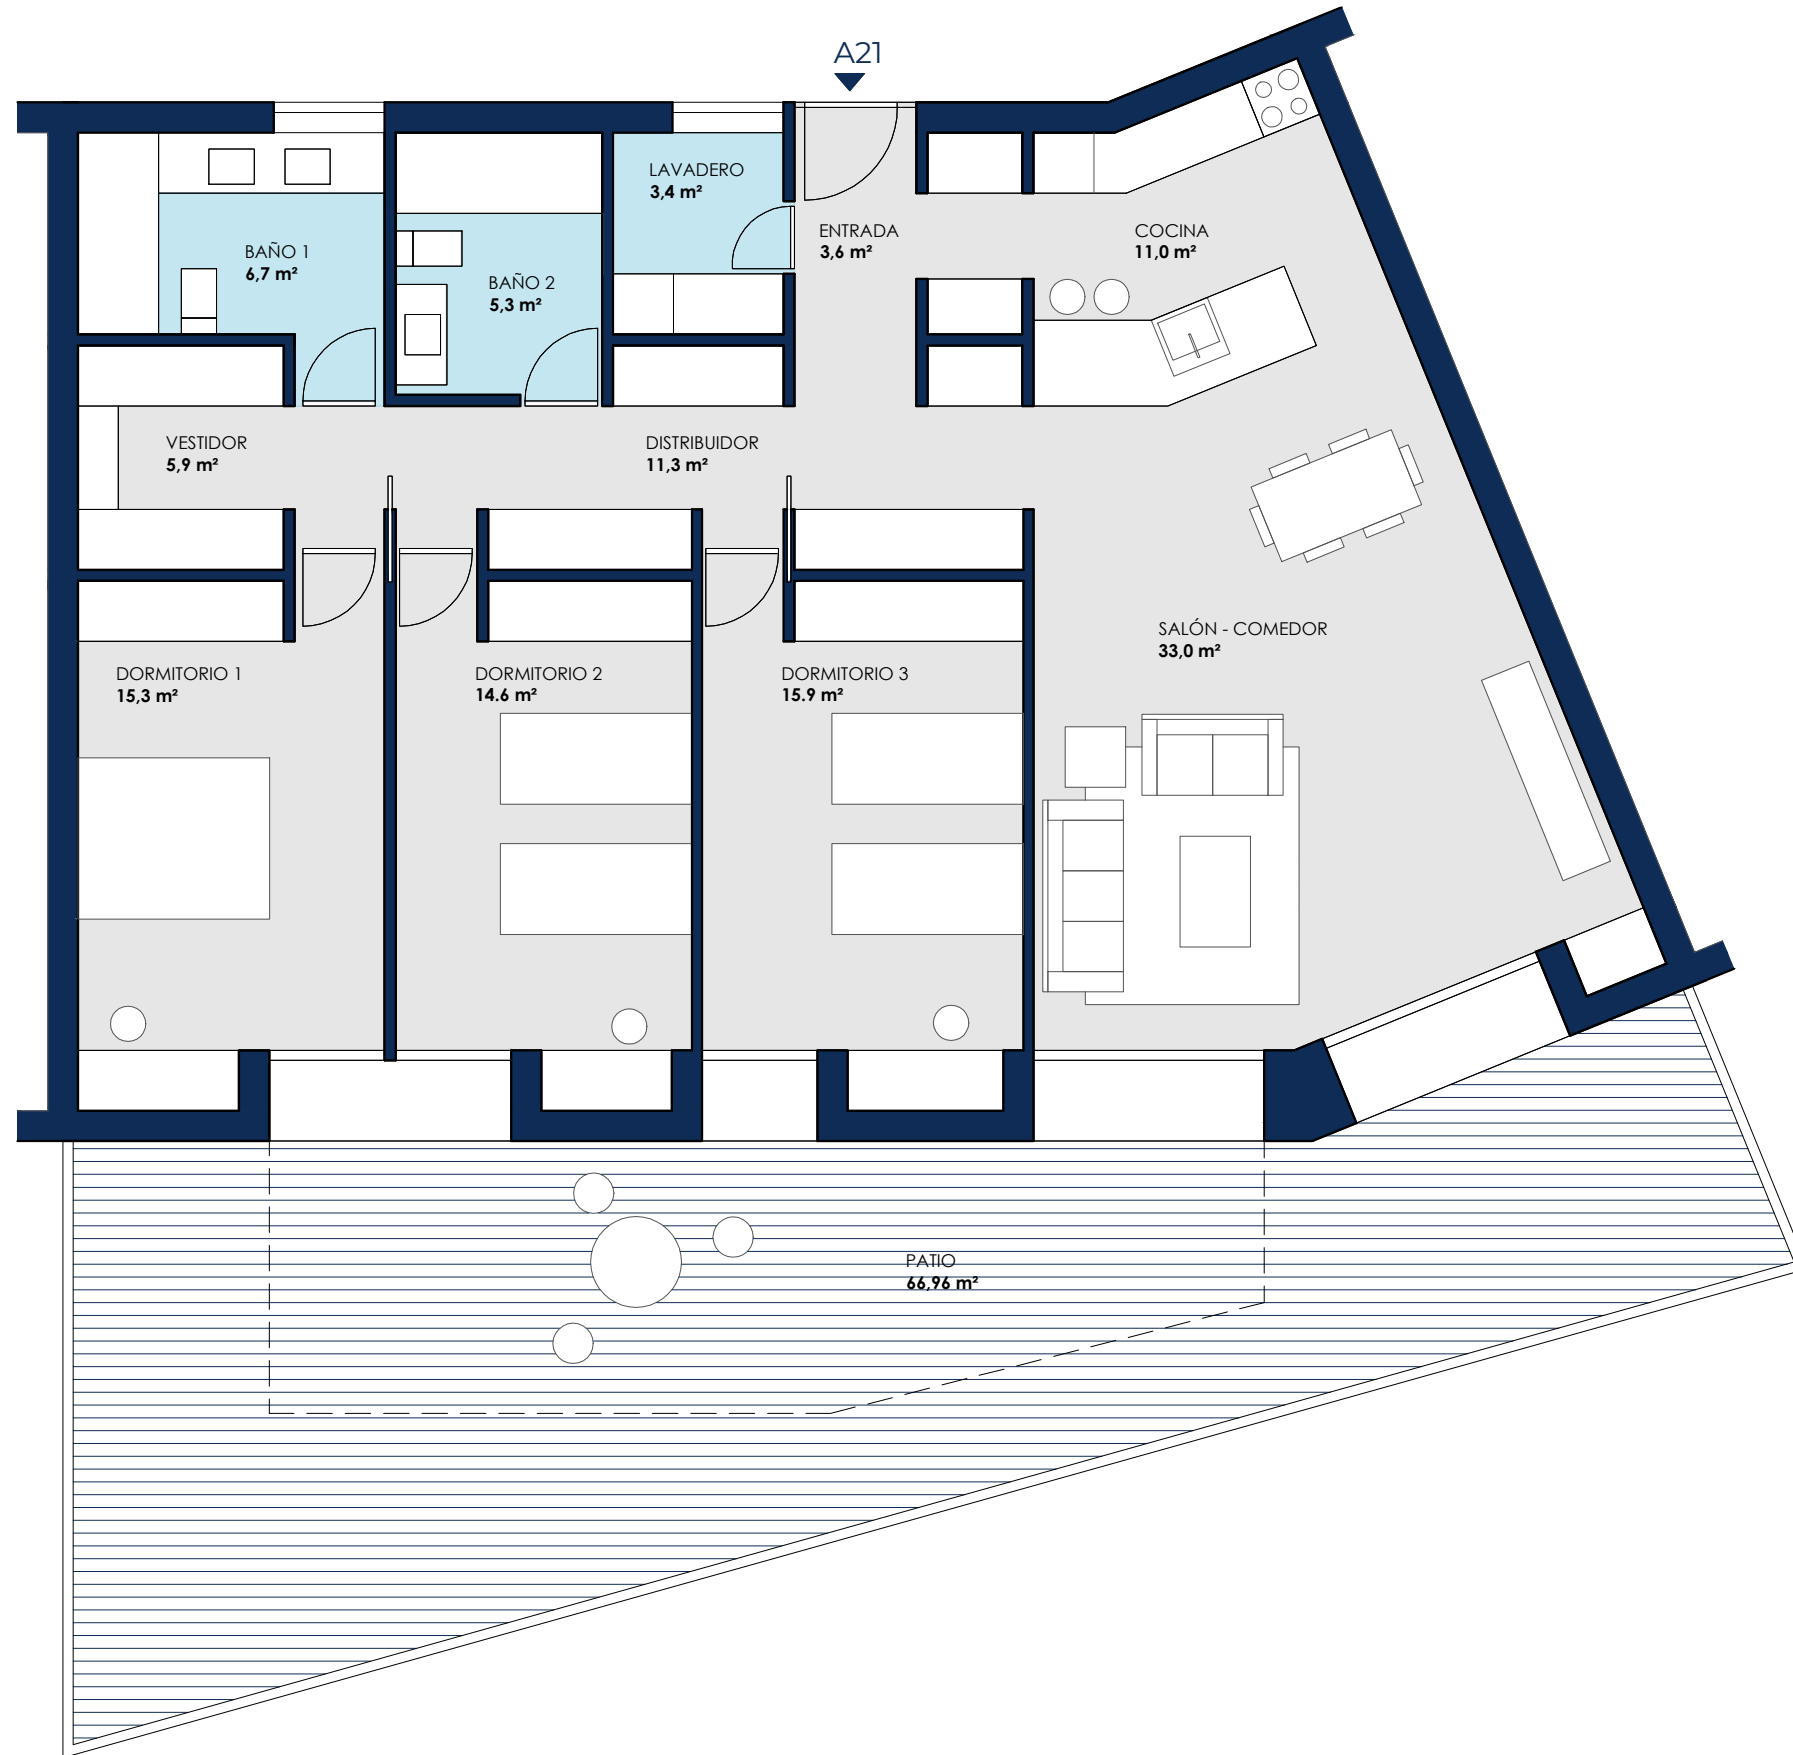 A21
LAVADERO
3,4 m²
ENTRADA
3,6 m²
COCINA
11,0 m²
BAÑO 1
6,7 m²
BAÑO 2
5,3 m²
VESTIDOR
5,9 m²
DISTRIBUIDOR
11,3 m²
SALÓN - COMEDOR
33,0 m²
DORMITORIO 1
15,3 m²
DORMITORIO 2
14.6 m²
DORMITORIO 3
15.9 m²
PATIO
66,96 m²